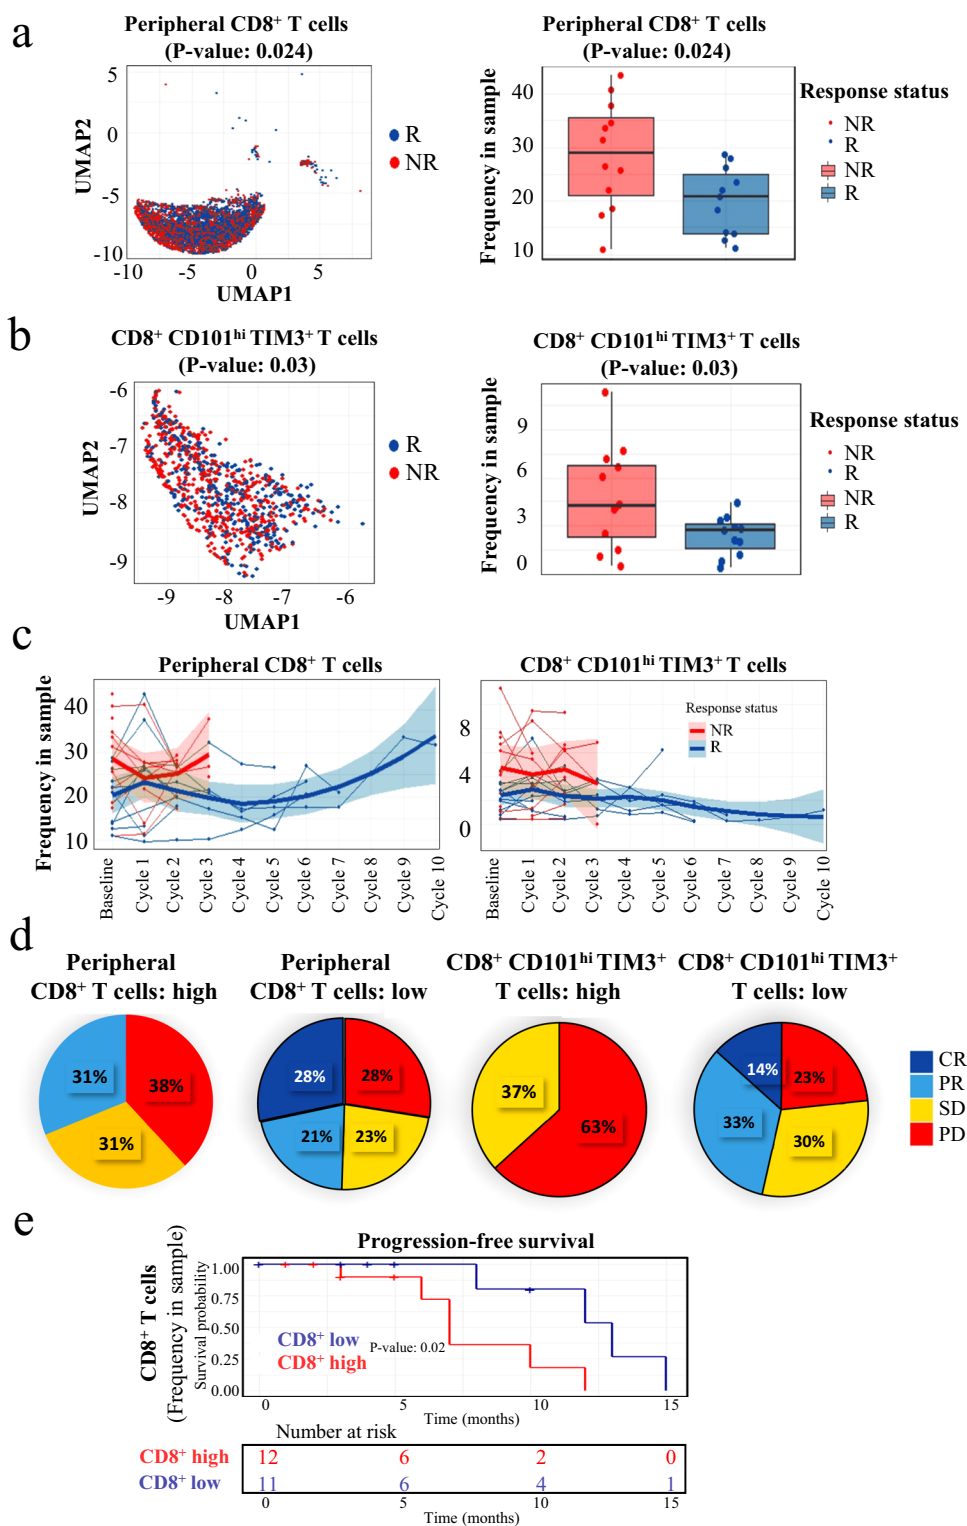 a
Peripheral CD8+ T cells
(P-value: 0.024)
5
0
-5
-10
UMAP2
-10 -5 0 5
UMAP1
R
NR
Peripheral CD8+ T cells
(P-value: 0.024)
Frequency in sample
40
30
20
10
Response status
NR
R
NR
R
b
CD8+ CD101hi TIM3+ T cells
(P-value: 0.03)
-6
-7
-8
-9
UMAP2
-9 -8 -7 -6
UMAP1
R
NR
CD8+ CD101hi TIM3+ T cells
(P-value: 0.03)
Frequency in sample
9
6
3
0
Response status
NR
R
NR
R
c
Peripheral CD8+ T cells
Frequency in sample
40
30
20
10
Baseline
Cycle 1
Cycle 2
Cycle 3
Cycle 4
Cycle 5
Cycle 6
Cycle 7
Cycle 8
Cycle 9
Cycle 10
CD8+ CD101hi TIM3+ T cells
8
4
0
Response status
NR
R
Baseline
Cycle 1
Cycle 2
Cycle 3
Cycle 4
Cycle 5
Cycle 6
Cycle 7
Cycle 8
Cycle 9
Cycle 10
d
Peripheral
CD8+ T cells: high
31%
38%
31%
Peripheral
CD8+ T cells: low
28%
28%
21%
23%
CD8+ CD101hi TIM3+
T cells: high
37%
63%
CD8+ CD101hi TIM3+
T cells: low
14%
23%
33%
30%
CR
PR
SD
PD
e
Progression-free survival
CD8+ T cells
(Frequency in sample)
Survival probability
1.00
0.75
0.50
0.25
0.00
CD8+ low
CD8+ high
P-value: 0.02
0 5 10 15
Time (months)
Number at risk
CD8+ high 12 6 2 0
CD8+ low 11 6 4 1
0 5 10 15
Time (months)